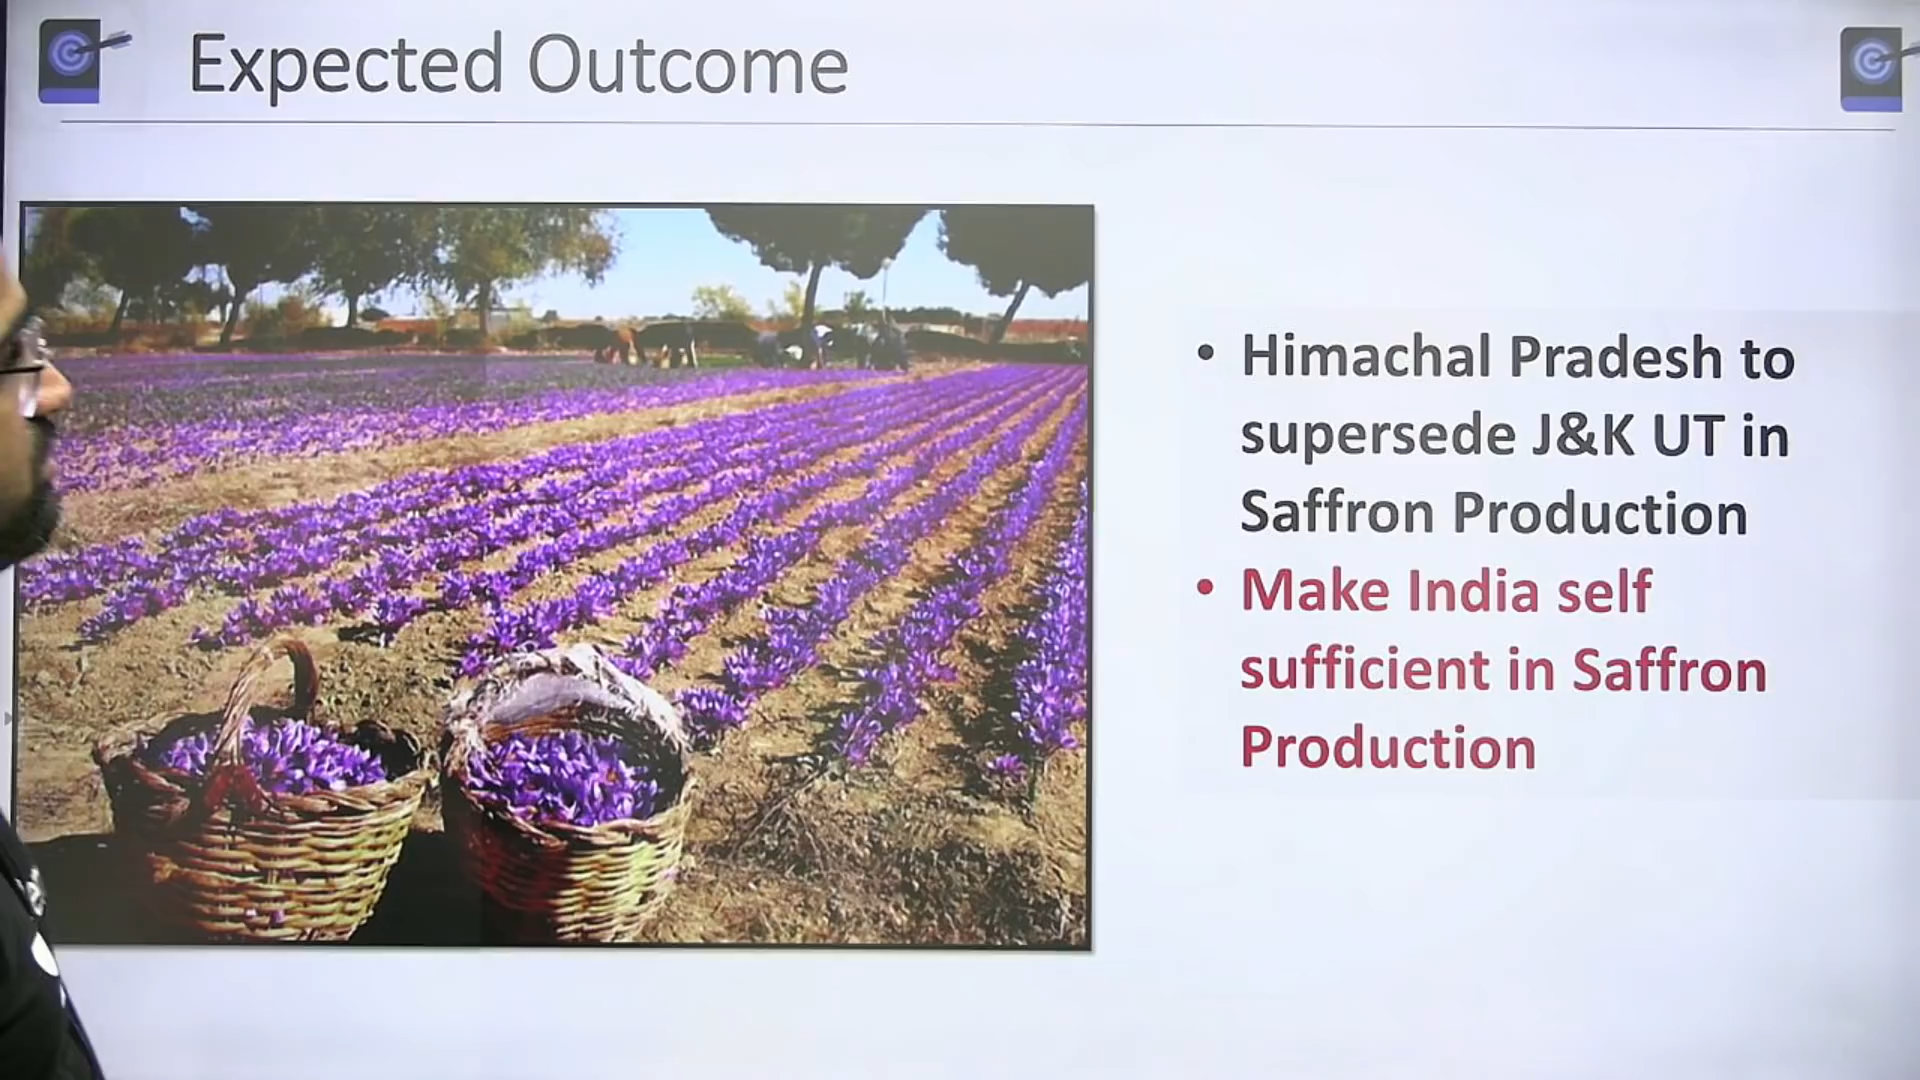 Expected Outcome
• Himachal Pradesh to
supersede J&K UT in
Saffron Production
• Make India self
sufficient in Saffron
Production